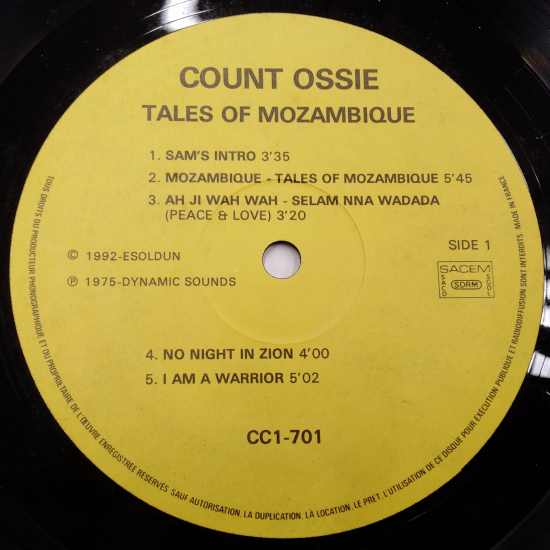 COUNT OSSIE
TALES OF MOZAMBIQUE
1. SAM'S INTRO 3'35
2. MOZAMBIQUE - TALES OF MOZAMBIQUE 5'45
3. AH JI WAH WAH - SELAM NNA WADADA
(PEACE & LOVE) 3'20
© 1992-ESOLDUN
℗ 1975-DYNAMIC SOUNDS
SIDE 1
SACEM
SACD
SDRM
SGDL
4. NO NIGHT IN ZION 4'00
5. I AM A WARRIOR 5'02
CC1-701
TOUS DROITS DU PRODUCTEUR PHONOGRAPHIQUE ET DU PROPRIETAIRE DE L'ŒUVRE ENREGISTREE RESERVES. SAUF AUTORISATION, LA DUPLICATION, LA LOCATION, LE PRET, L'UTILISATION DE CE DISQUE POUR EXÉCUTION PUBLIQUE ET RADIODIFFUSION SONT INTERDITS. MADE IN FRANCE